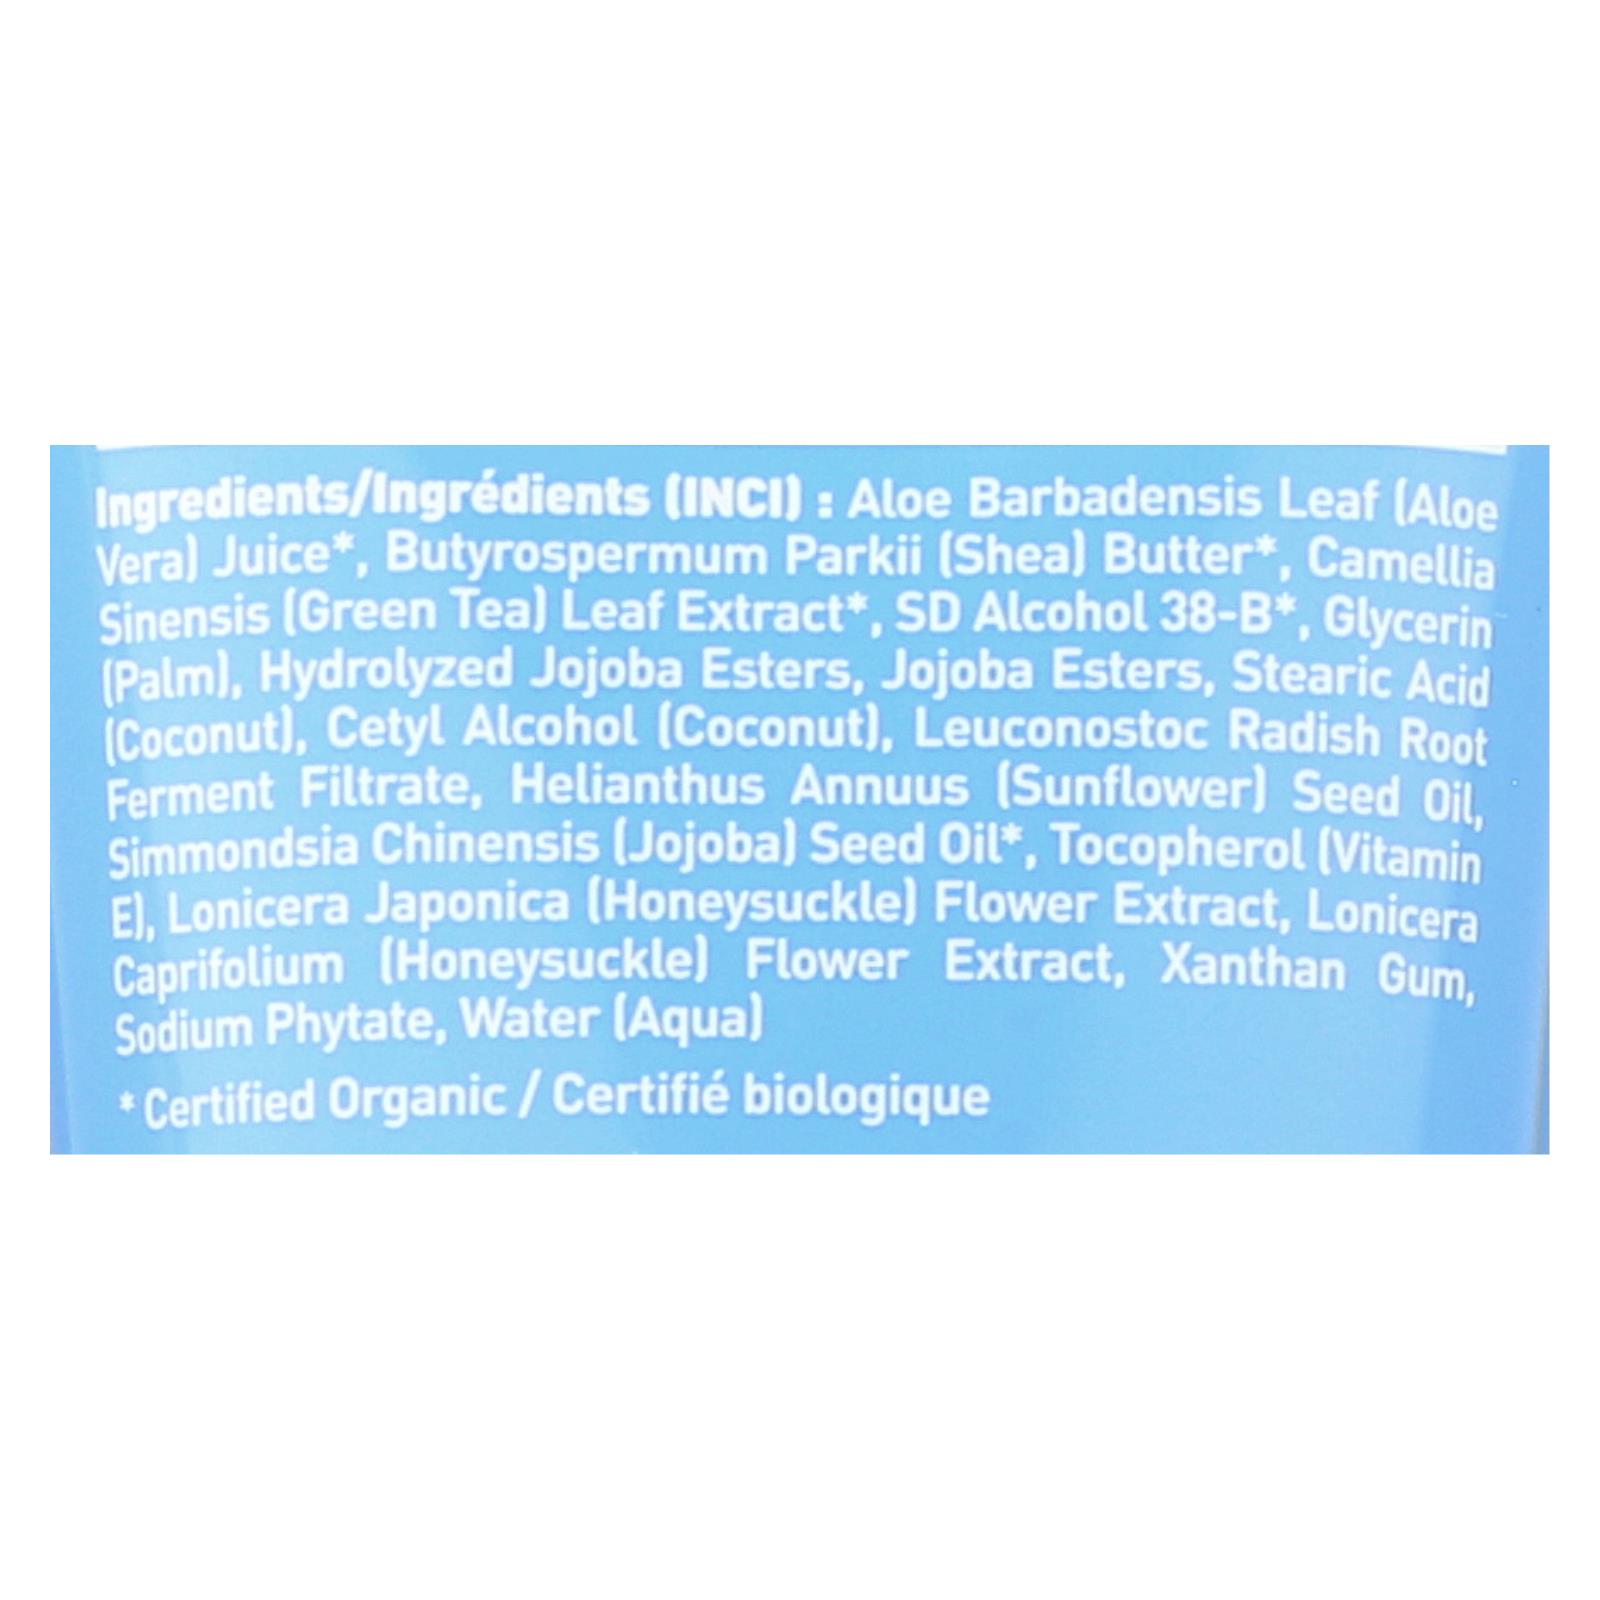 Ingredients/Ingrédients (INCI) : Aloe Barbadensis Leaf (Aloe
Vera) Juice*, Butyrospermum Parkii (Shea) Butter*, Camellia
Sinensis (Green Tea) Leaf Extract*, SD Alcohol 38-B*, Glycerin
(Palm), Hydrolyzed Jojoba Esters, Jojoba Esters, Stearic Acid
(Coconut), Cetyl Alcohol (Coconut), Leuconostoc Radish Root
Ferment Filtrate, Helianthus Annuus (Sunflower) Seed Oil,
Simmondsia Chinensis (Jojoba) Seed Oil*, Tocopherol (Vitamin
E), Lonicera Japonica (Honeysuckle) Flower Extract, Lonicera
Caprifolium (Honeysuckle) Flower Extract, Xanthan Gum,
Sodium Phytate, Water (Aqua)
* Certified Organic / Certifié biologique